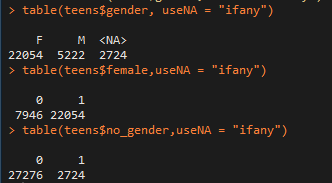 > table(teens$gender, useNA = "ifany")
F M <NA>
22054 5222 2724
> table(teens$female,useNA = "ifany")
0 1
7946 22054
> table(teens$no_gender,useNA = "ifany")
0 1
27276 2724